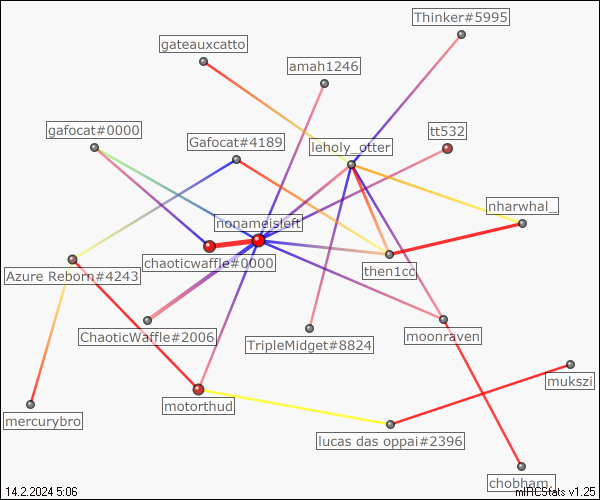 Thinker#5995
gateauxcatto
amah1246
gafocat#0000
tt532
Gafocat#4189
leholy_otter
nharwhal_
nonameisleft
chaoticwaffle#0000
then1cc
Azure Reborn#4243
ChaoticWaffle#2006
moonraven
TripleMidget#8824
mukszi
motorthud
mercurybro
lucas das oppai#2396
chobham.
14.2.2024 5:06
mIRCStats v1.25